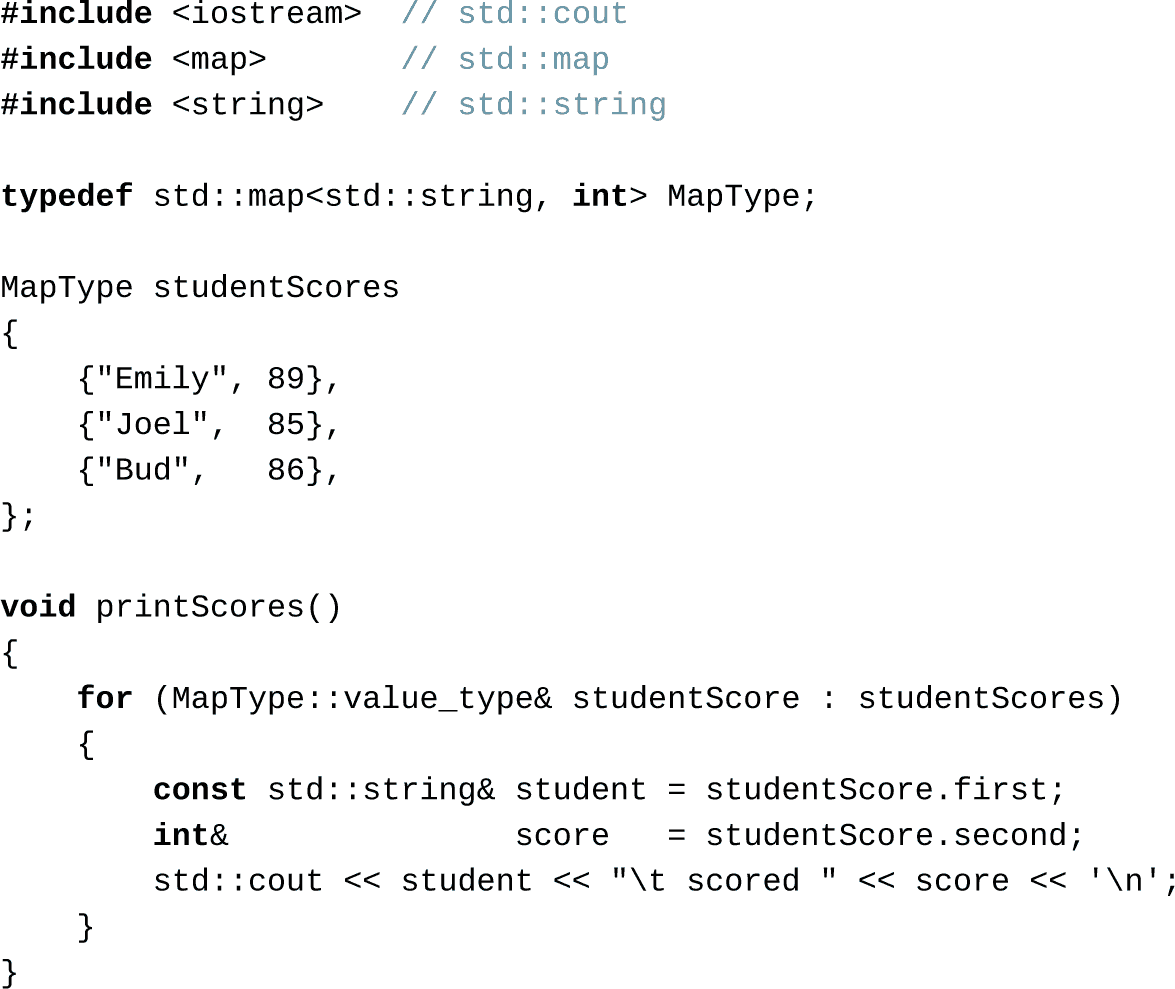 #include <iostream>  // std::cout
#include <map>       // std::map
#include <string>    // std::string

typedef std::map<std::string, int> MapType;

MapType studentScores
{
    {"Emily", 89},
    {"Joel",  85},
    {"Bud",   86},
};

void printScores()
{
    for (MapType::value_type& studentScore : studentScores)
    {
        const std::string& student = studentScore.first;
        int&               score   = studentScore.second;
        std::cout << student << "\t scored " << score << '\n';
    }
}